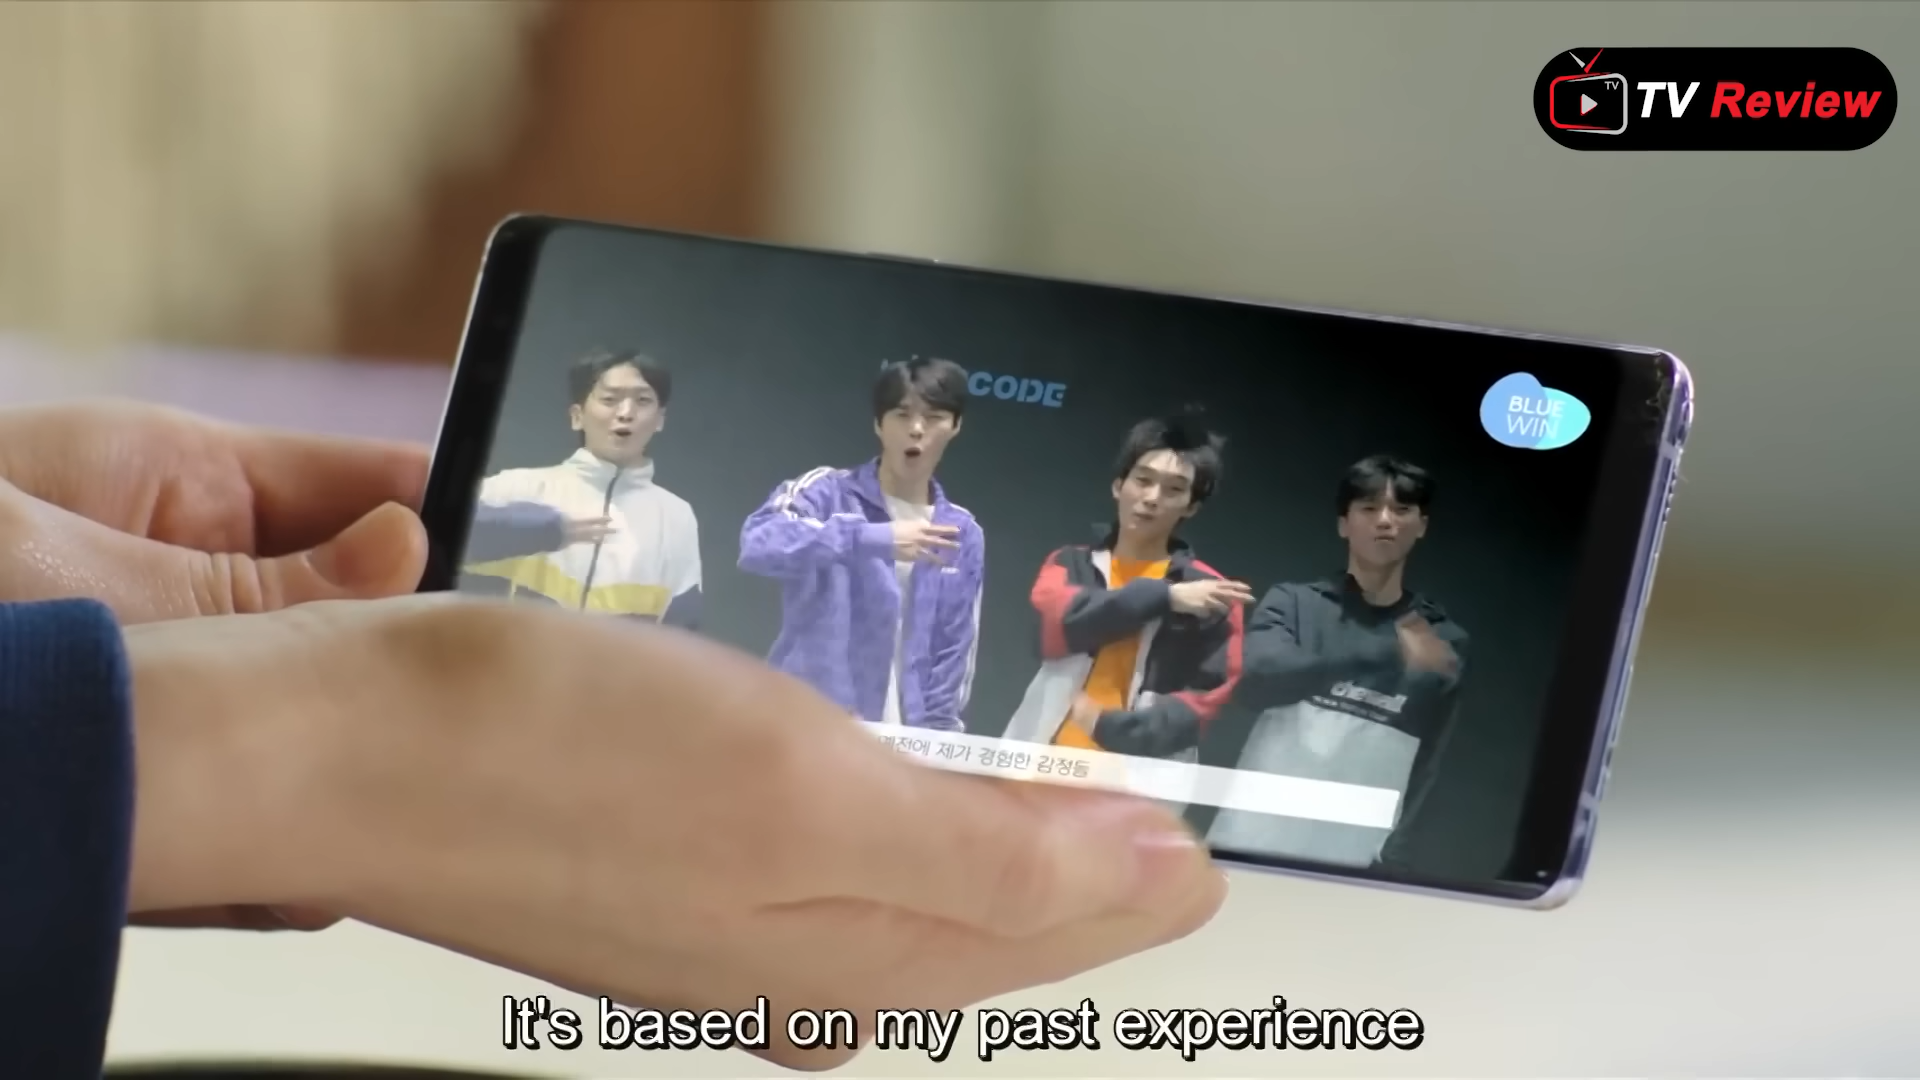 TV
TV Review
CODE
BLUE
WIN
예전에 제가 경험한 감정들
It's based on my past experience